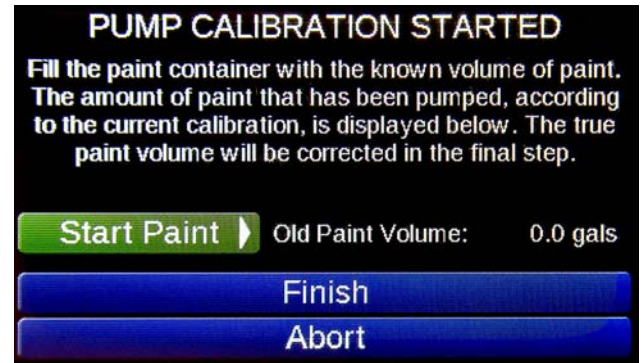 PUMP CALIBRATION STARTED
Fill the paint container with the known volume of paint.
The amount of paint that has been pumped, according
to the current calibration, is displayed below. The true
paint volume will be corrected in the final step.
Start Paint Old Paint Volume: 0.0 gals
Finish
Abort